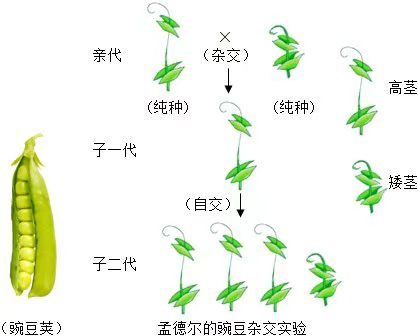 亲代
×
(杂交)
(纯种)
(纯种)
高茎
子一代
矮茎
(自交)
子二代
(豌豆荚)
孟德尔的豌豆杂交实验